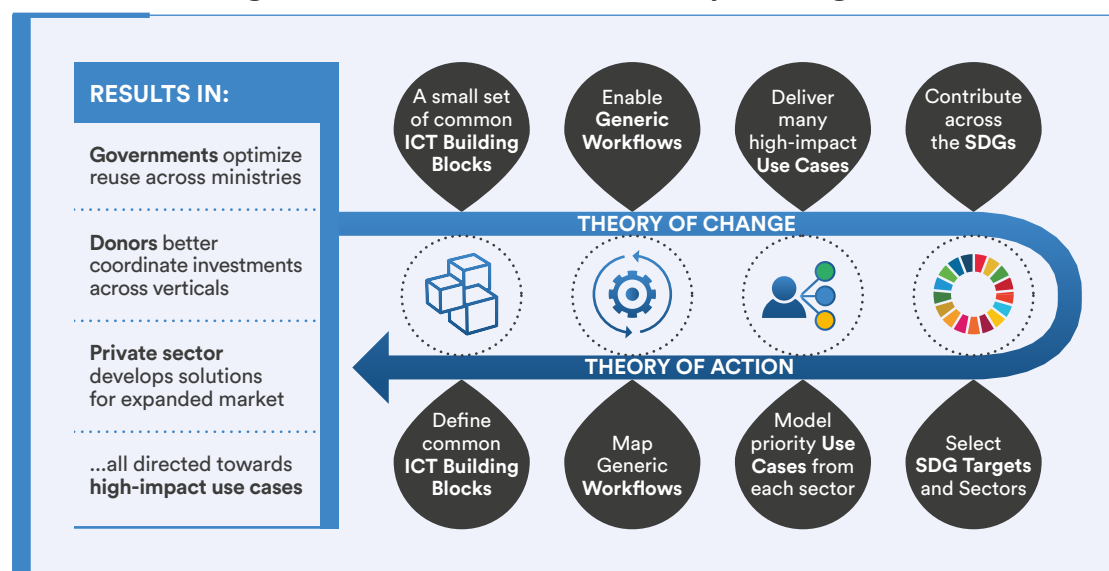 RESULTS IN:
Governments optimize
reuse across ministries
Donors better
coordinate investments
across verticals
Private sector
develops solutions
for expanded market
...all directed towards
high-impact use cases
A small set
of common
ICT Building
Blocks
Enable
Generic
Workflows
Deliver
many
high-impact
Use Cases
Contribute
across
the SDGs
THEORY OF CHANGE
THEORY OF ACTION
Define
common
ICT Building
Blocks
Map
Generic
Workflows
Model
priority Use
Cases from
each sector
Select
SDG Targets
and Sectors